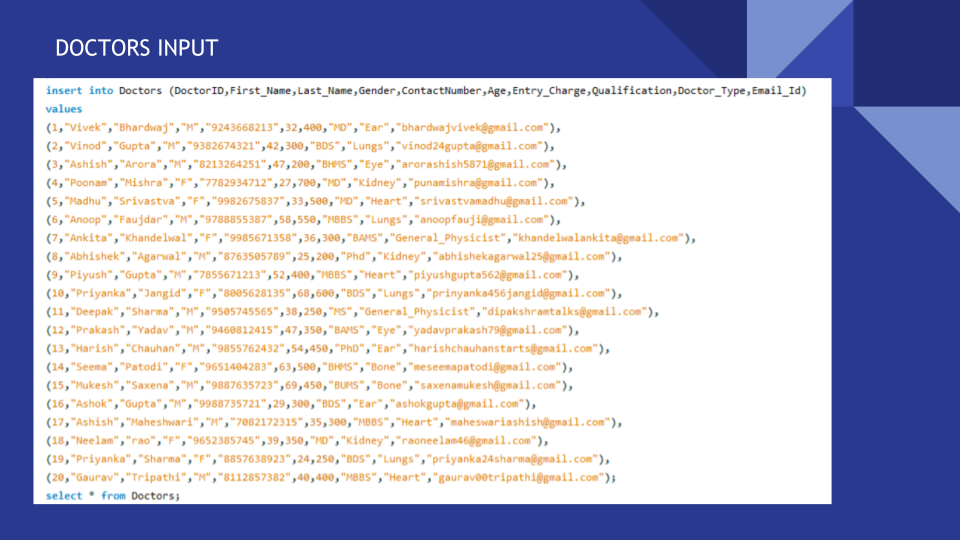 DOCTORS INPUT
insert into Doctors (DoctorID,First_Name,Last_Name,Gender,ContactNumber,Age,Entry_Charge,Qualification,Doctor_Type,Email_Id)
values
(1,"Vivek","Bhardwaj","M","9243668213",32,400,"MD","Ear","bhardwajvivek@gmail.com"),
(2,"Vinod","Gupta","M","9382674321",42,300,"BDS","Lungs","vinod24gupta@gmail.com"),
(3,"Ashish","Arora","M","8213264251",47,200,"BHMS","Eye","arorashish5871@gmail.com"),
(4,"Poonam","Mishra","F","7782934712",27,700,"MD","Kidney","punamishra@gmail.com"),
(5,"Madhu","Srivastva","F","9982675837",33,500,"MD","Heart","srivastvamadhu@gmail.com"),
(6,"Anoop","Faujdar","M","9788855387",58,550,"MBBS","Lungs","anoopfauji@gmail.com"),
(7,"Ankita","Khandelwal","F","9985671358",36,300,"BAMS","General_Physicist","khandelwalankita@gmail.com"),
(8,"Abhishek","Agarwal","M","8763505789",25,200,"Phd","Kidney","abhishekagarwal25@gmail.com"),
(9,"Piyush","Gupta","M","7855671213",52,400,"MBBS","Heart","piyushgupta562@gmail.com"),
(10,"Priyanka","Jangid","F","8005628135",68,600,"BDS","Lungs","prinyanka456jangid@gmail.com"),
(11,"Deepak","Sharma","M","9505745565",38,250,"MS","General_Physicist","dipakshramtalks@gmail.com"),
(12,"Prakash","Yadav","M","9460812415",47,350,"BAMS","Eye","yadavprakash79@gmail.com"),
(13,"Harish","Chauhan","M","9855762432",54,450,"PhD","Ear","harishchauhanstarts@gmail.com"),
(14,"Seema","Patodi","F","9651404283",63,500,"BHMS","Bone","meseemapatodi@gmail.com"),
(15,"Mukesh","Saxena","M","9887635723",69,450,"BUMS","Bone","saxenamukesh@gmail.com"),
(16,"Ashok","Gupta","M","9988735721",29,300,"BDS","Ear","ashokgupta@gmail.com"),
(17,"Ashish","Maheshwari","M","7082172315",35,300,"MBBS","Heart","maheswariashish@gmail.com"),
(18,"Neelam","rao","F","9652385745",39,350,"MD","Kidney","raoneelam46@gmail.com"),
(19,"Priyanka","Sharma","F","8857638923",24,250,"BDS","Lungs","priyanka24sharma@gmail.com"),
(20,"Gaurav","Tripathi","M","8112857382",40,400,"MBBS","Heart","gaurav00tripathi@gmail.com");
select * from Doctors;